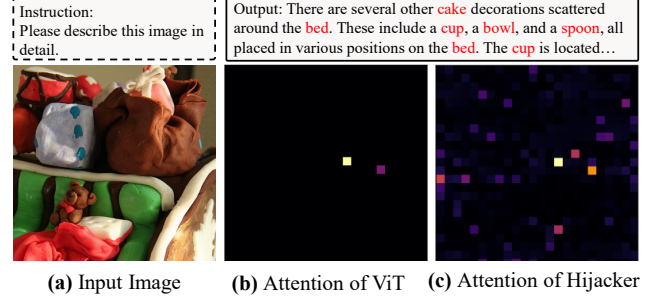 Instruction:
Please describe this image in
detail.
Output: There are several other cake decorations scattered
around the bed. These include a cup, a bowl, and a spoon, all
placed in various positions on the bed. The cup is located…
(a) Input Image
(b) Attention of ViT
(c) Attention of Hijacker